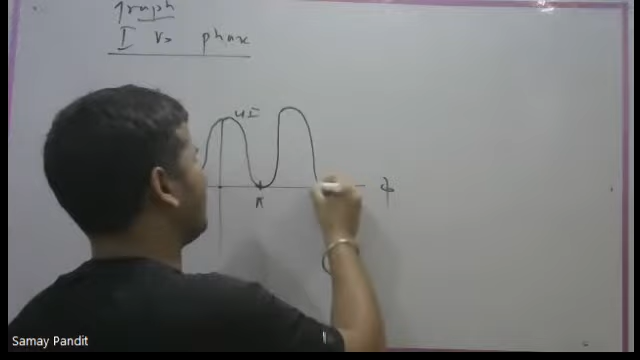 graph
I vs phase
4I
π
ϕ
Samay Pandit